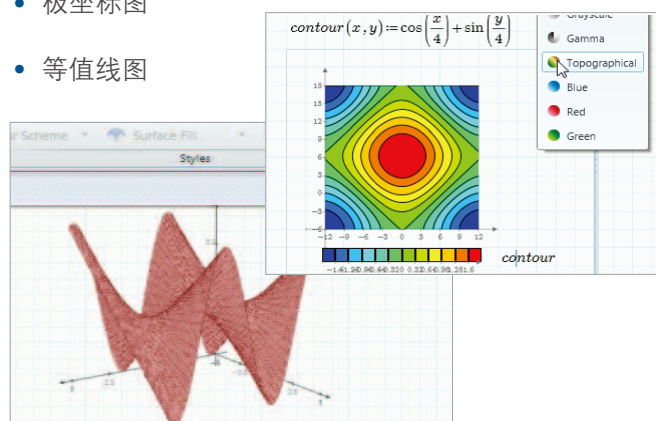 • 极坐标图
• 等值线图
contour(x,y):=cos(x/4)+sin(y/4)
Grayscale
Gamma
Topographical
Blue
Red
Green
18
15
12
9
6
3
0
-3
-6
-12 -9 -6 -3 0 3 6 9 12
contour
Scheme
Surface Fill
Styles